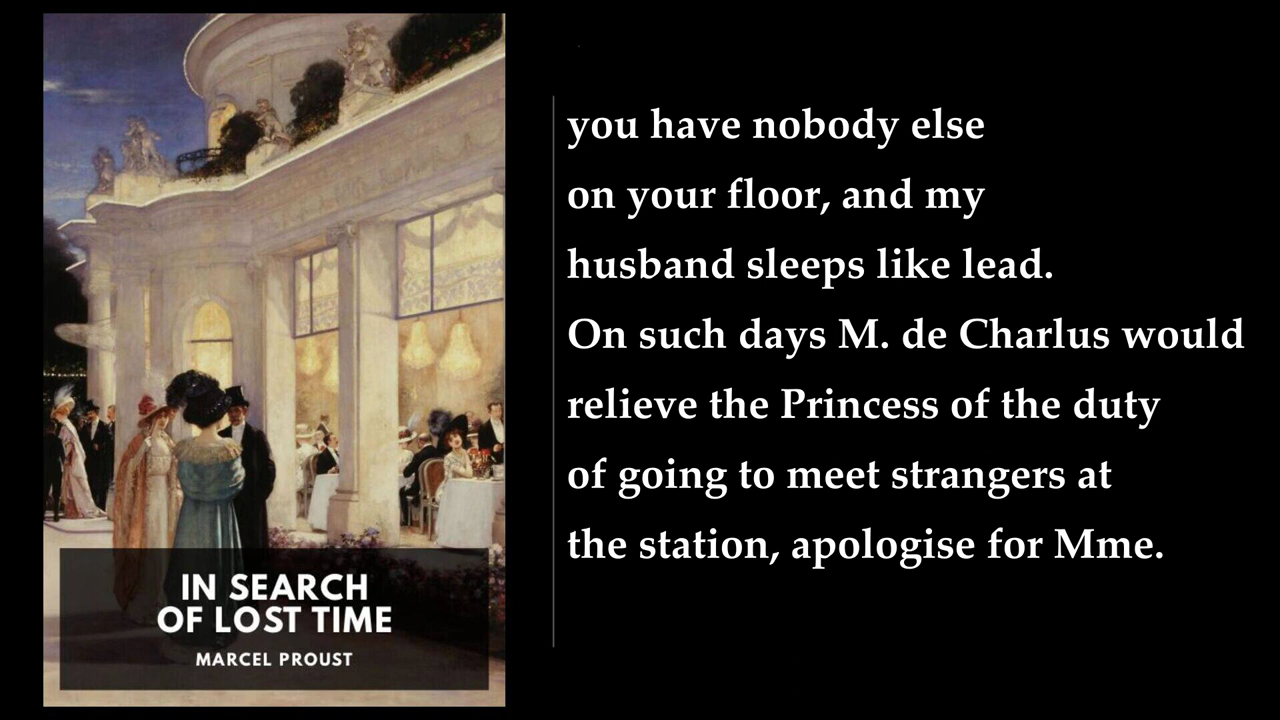 IN SEARCH
OF LOST TIME
MARCEL PROUST
you have nobody else
on your floor, and my
husband sleeps like lead.
On such days M. de Charlus would
relieve the Princess of the duty
of going to meet strangers at
the station, apologise for Mme.